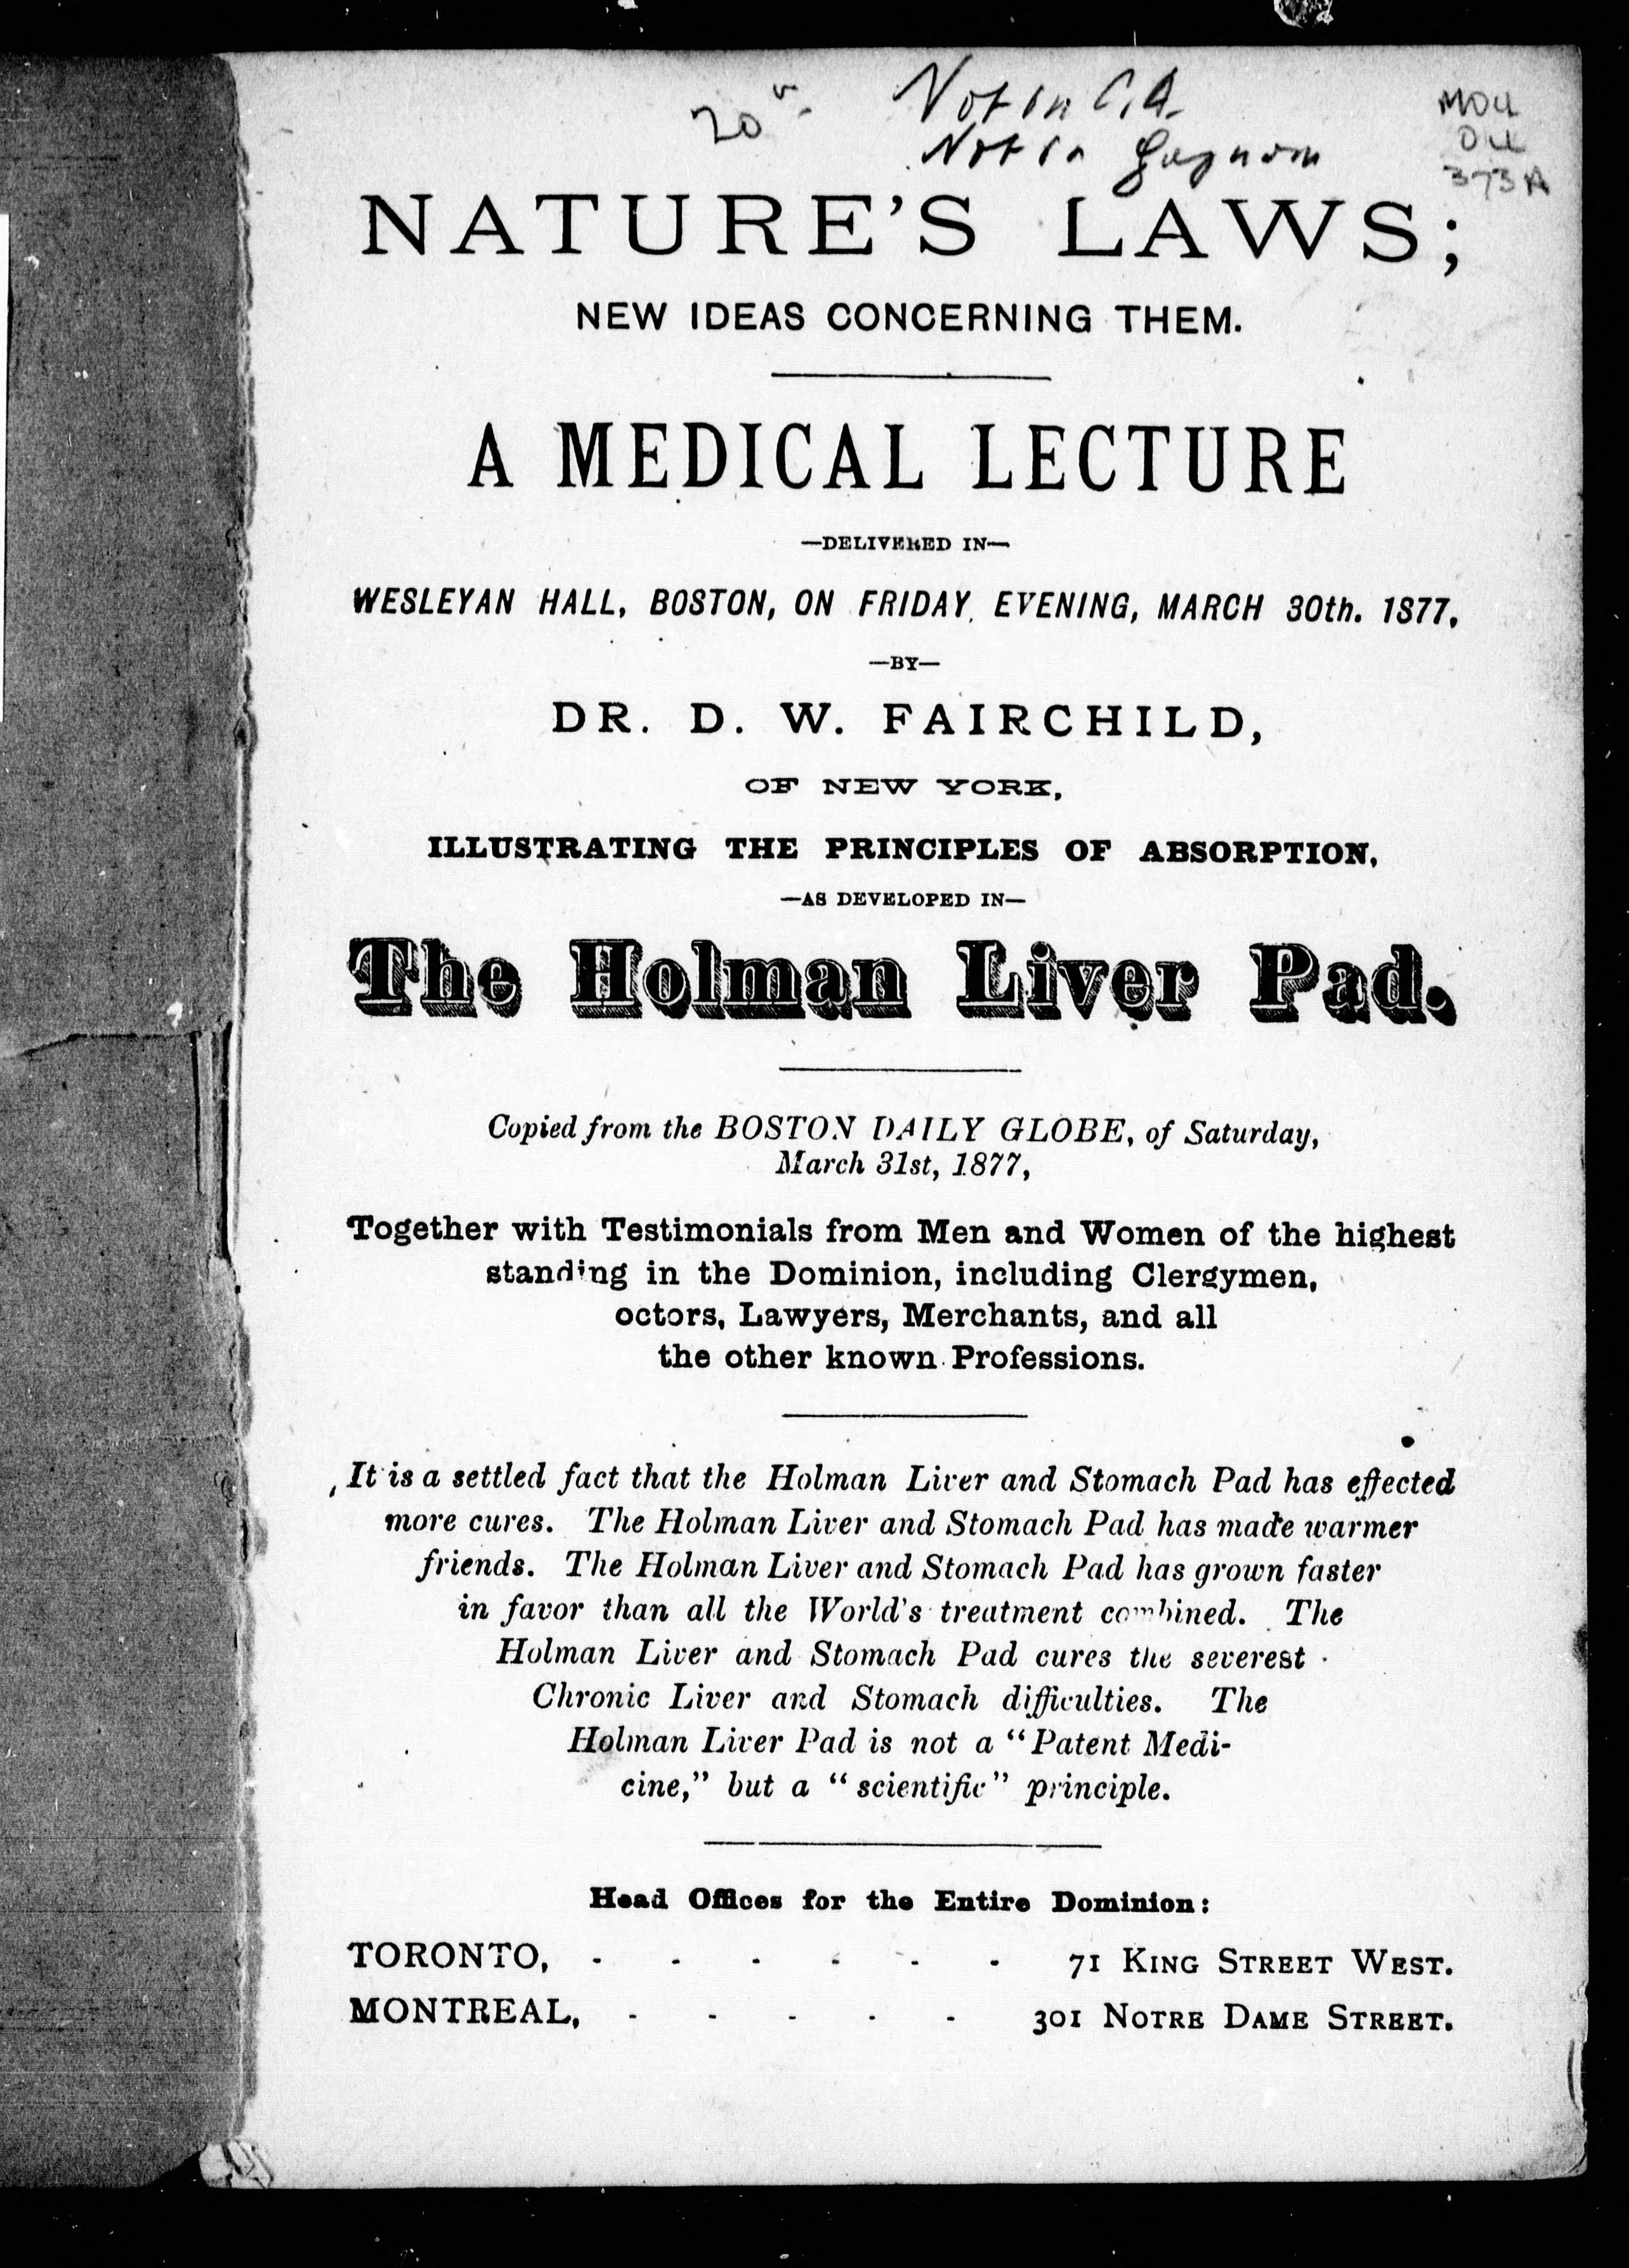 20
Not in C.A.
Not in Gagnon
MOU
OU
373A
NATURE'S LAWS;
NEW IDEAS CONCERNING THEM.
A MEDICAL LECTURE
—DELIVERED IN—
WESLEYAN HALL, BOSTON, ON FRIDAY EVENING, MARCH 30th. 1877,
—BY—
DR. D. W. FAIRCHILD,
OF NEW YORK,
ILLUSTRATING THE PRINCIPLES OF ABSORPTION,
—AS DEVELOPED IN—
The Holman Liver Pad.
Copied from the BOSTON DAILY GLOBE, of Saturday,
March 31st, 1877,
Together with Testimonials from Men and Women of the highest
standing in the Dominion, including Clergymen,
octors, Lawyers, Merchants, and all
the other known Professions.
It is a settled fact that the Holman Liver and Stomach Pad has effected
more cures. The Holman Liver and Stomach Pad has made warmer
friends. The Holman Liver and Stomach Pad has grown faster
in favor than all the World's treatment combined. The
Holman Liver and Stomach Pad cures the severest
Chronic Liver and Stomach difficulties. The
Holman Liver Pad is not a "Patent Medi-
cine," but a "scientific" principle.
Head Offices for the Entire Dominion:
TORONTO, - - - - - - 71 KING STREET WEST.
MONTREAL, - - - - - 301 NOTRE DAME STREET.